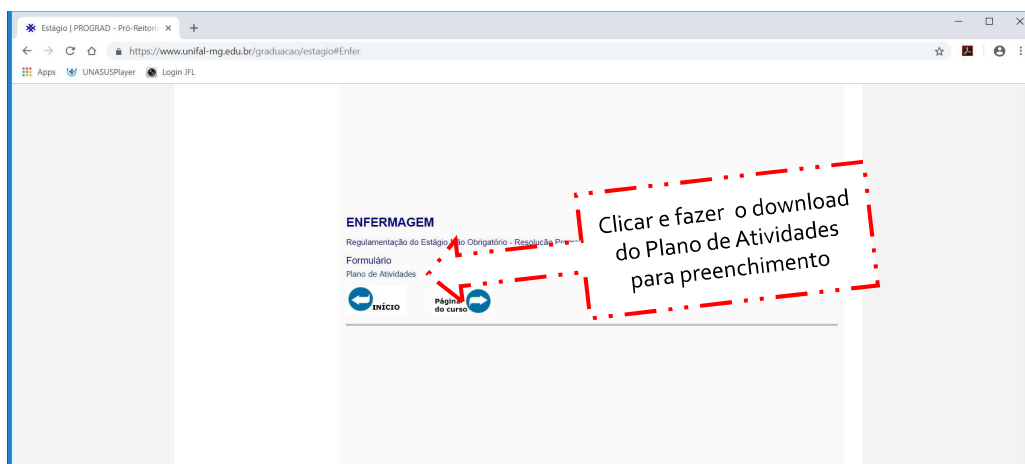 Estágio | PROGRAD - Pró-Reitori
https://www.unifal-mg.edu.br/graduacao/estagio#Enfer
Apps UNASUSPlayer Login JFL
ENFERMAGEM
Regulamentação do Estágio Não Obrigatório - Resolução
Formulário
Plano de Atividades
INÍCIO
Página
do curso
Clicar e fazer o download
do Plano de Atividades
para preenchimento